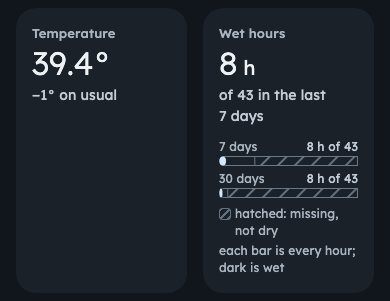 Temperature
39.4°
−1° on usual
Wet hours
8 h
of 43 in the last
7 days
7 days 8 h of 43
30 days 8 h of 43
hatched: missing,
not dry
each bar is every hour;
dark is wet